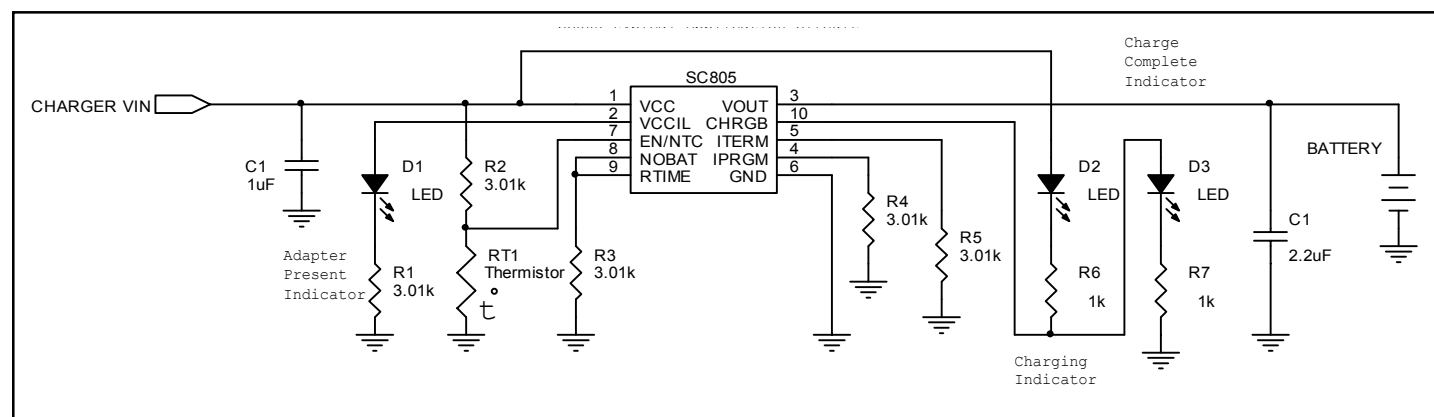 Charge
Complete
Indicator
SC805
CHARGER VIN
1 VCC VOUT 3
2 VCCIL CHRGB 10
7 EN/NTC ITERM 5
8 NOBAT IPRGM 4
9 RTIME GND 6
C1
1uF
D1
LED
R2
3.01k
D2
LED
D3
LED
BATTERY
R4
3.01k
Adapter
Present
Indicator
R1
3.01k
RT1
Thermistor
t°
R3
3.01k
R5
3.01k
R6
1k
R7
1k
C1
2.2uF
Charging
Indicator